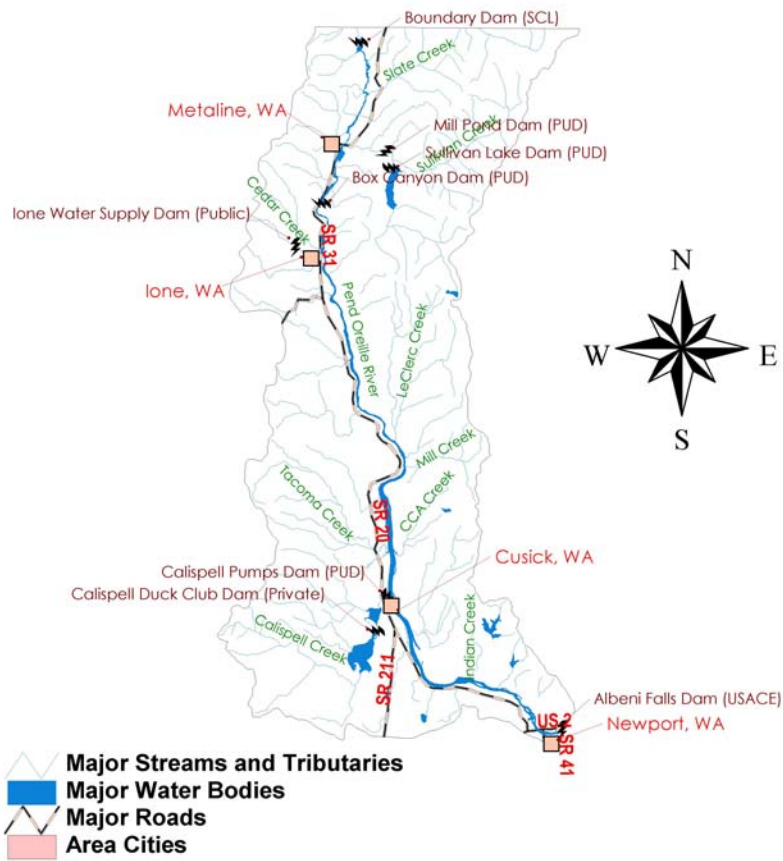 Boundary Dam (SCL)
Slate Creek
Metaline, WA
Mill Pond Dam (PUD)
Sullivan Creek
Sullivan Lake Dam (PUD)
Box Canyon Dam (PUD)
Cedar Creek
Ione Water Supply Dam (Public)
SR 31
Ione, WA
Pend Oreille River
LeClerc Creek
N
W
E
S
Mill Creek
Tacoma Creek
SR 20
CCA Creek
Calispell Pumps Dam (PUD)
Cusick, WA
Calispell Duck Club Dam (Private)
Calispell Creek
SR 211
Indian Creek
Albeni Falls Dam (USACE)
US 2
Newport, WA
SR 41
Major Streams and Tributaries
Major Water Bodies
Major Roads
Area Cities